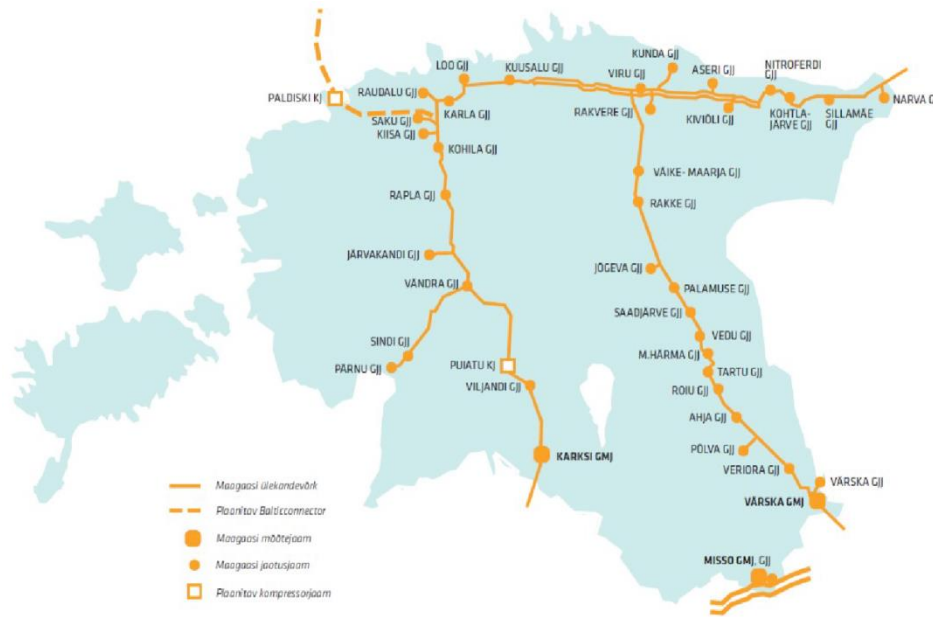 KUNDA GJJ
LOO GJJ
KUUSALU GJJ
VIRU GJJ
ASERI GJJ
NITROFERDI
GJJ
RAUDALU GJJ
PALDISKI KJ
KARLA GJJ
RAKVERE GJJ
KIVIÕLI GJJ
KOHTLA-
JÄRVE GJJ
SILLAMÄE
GJJ
NARVA G
SAKU GJJ
KIISA GJJ
KOHILA GJJ
VÄIKE- MAARJA GJJ
RAPLA GJJ
RAKKE GJJ
JÄRVAKANDI GJJ
JÕGEVA GJJ
VÄNDRA GJJ
PALAMUSE GJJ
SAADJÄRVE GJJ
VEDU GJJ
SINDI GJJ
M.HÄRMA GJJ
PÄRNU GJJ
PUIATU KJ
TARTU GJJ
VILJANDI GJJ
ROIU GJJ
AHJA GJJ
PÕLVA GJJ
KARKSI GMJ
VERIORA GJJ
VÄRSKA GJJ
VÄRSKA GMJ
MISSO GMJ, GJJ
Maagaasi ülekandevõrk
Plaanitav Balticconnector
Maagaasi mõõtejaam
Maagaasi jaotusjaam
Plaanitav kompressorjaam